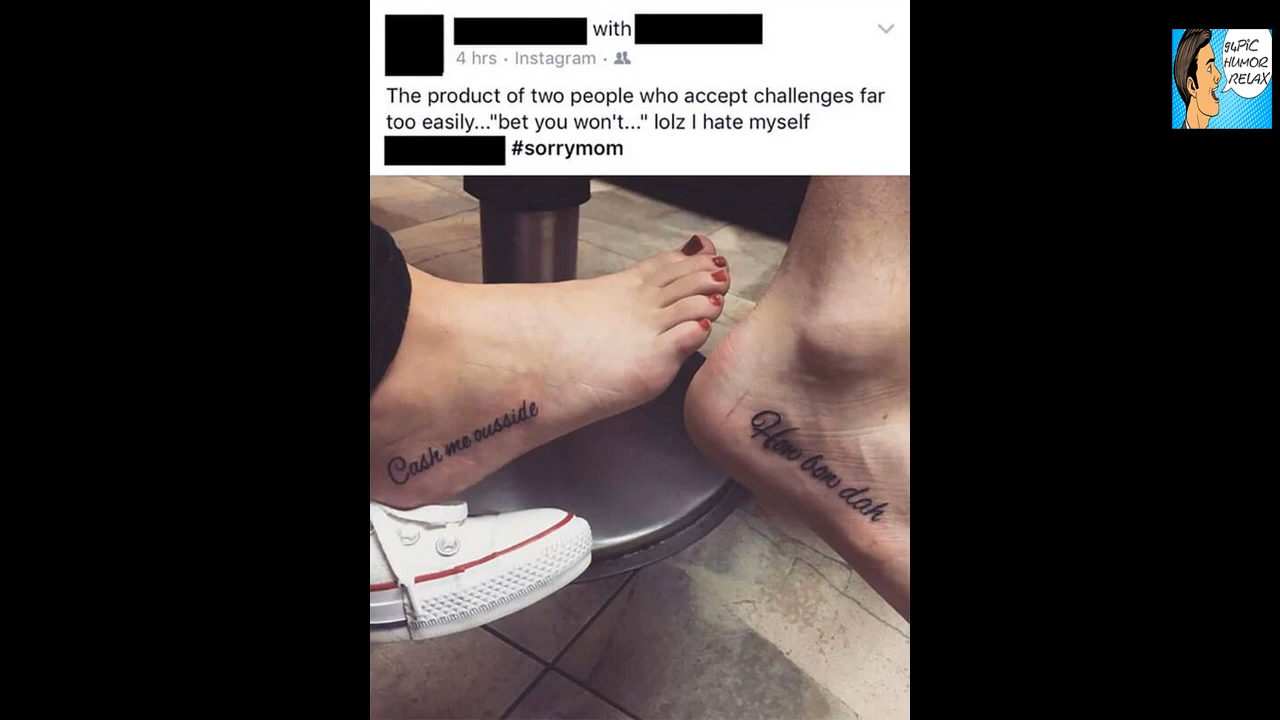 with
4 hrs · Instagram ·
The product of two people who accept challenges far
too easily..."bet you won't..." lolz I hate myself
#sorrymom
Cash me ousside
How bow dah
94PiC
HUMOR
RELAX